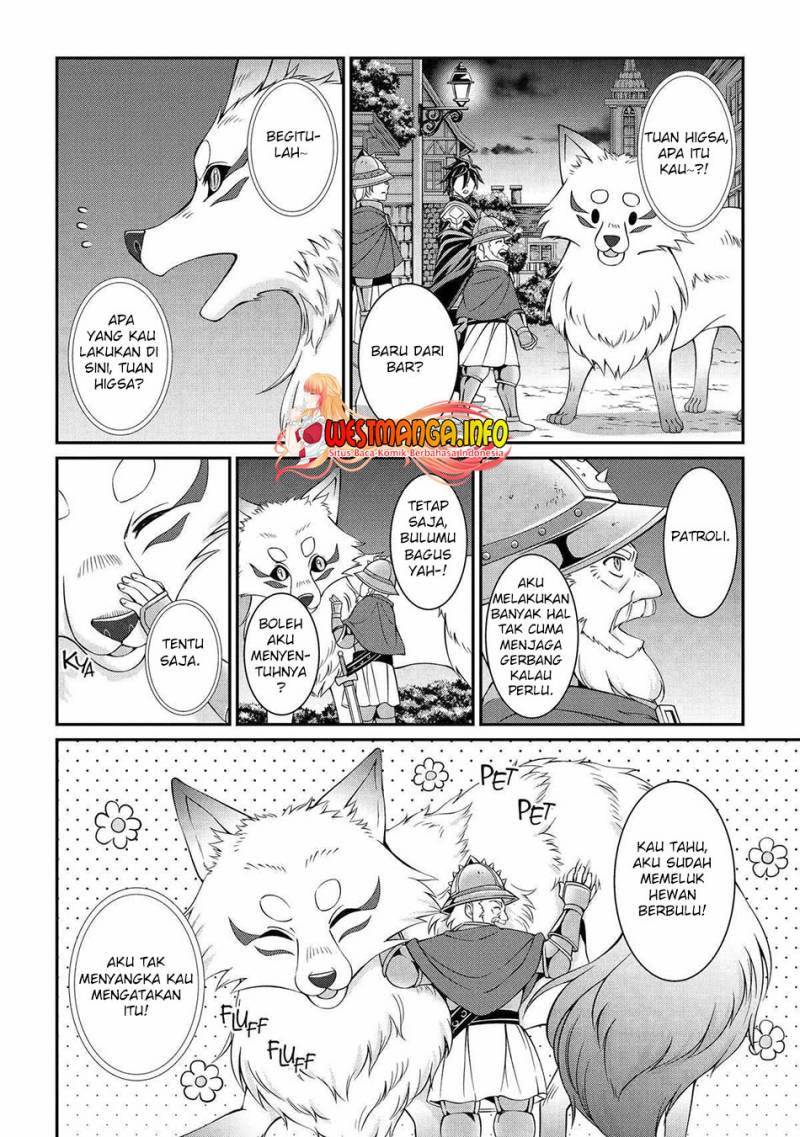 TUAN HIGSA,
APA ITU
KAU~?!
BARU DARI
BAR?
BEGITU-
LAH~
APA
YANG KAU
LAKUKAN DI
SINI, TUAN
HIGSA?
WESTMANGA.INFO
Situs Baca Komik Berbahasa Indonesia
PATROLI.
AKU
MELAKUKAN
BANYAK HAL
TAK CUMA
MENJAGA
GERBANG
KALAU
PERLU.
TETAP
SAJA,
BULUMU
BAGUS
YAH~!
BOLEH
AKU
MENYEN-
TUHNYA
?
TENTU
SAJA.
KYA
PET
PET
KAU TAHU,
AKU SUDAH
MEMELUK
HEWAN
BERBULU!
AKU TAK
MENYANGKA KAU
MENGATAKAN
ITU!
FLUFF
FLUFF